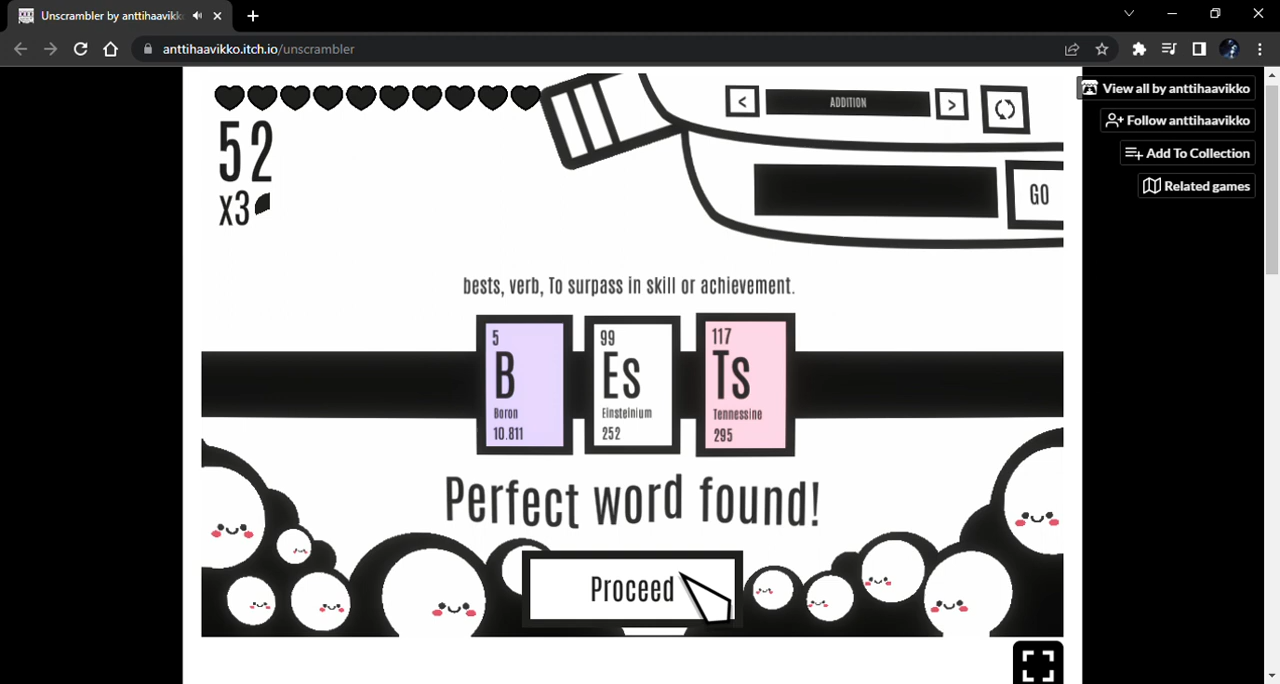 Unscrambler by anttihaavikk
anttihaavikko.itch.io/unscrambler
View all by anttihaavikko
Follow anttihaavikko
Add To Collection
Related games
< ADDITION >
52
x3
GO
bests, verb, To surpass in skill or achievement.
5
B
Boron
10.811
99
Es
Einsteinium
252
117
Ts
Tennessine
295
Perfect word found!
Proceed